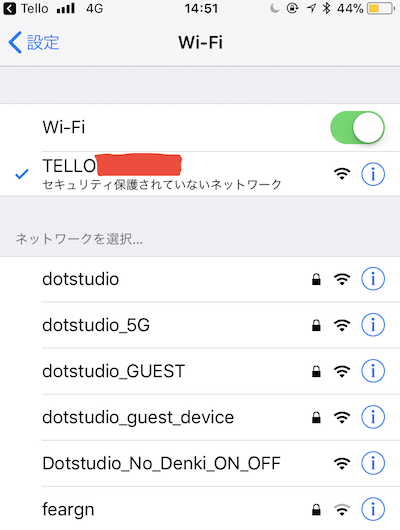 Tello 4G 14:51 44%
設定 Wi-Fi
Wi-Fi
TELLO
セキュリティ保護されていないネットワーク
ネットワークを選択...
dotstudio
dotstudio_5G
dotstudio_GUEST
dotstudio_guest_device
Dotstudio_No_Denki_ON_OFF
feargn